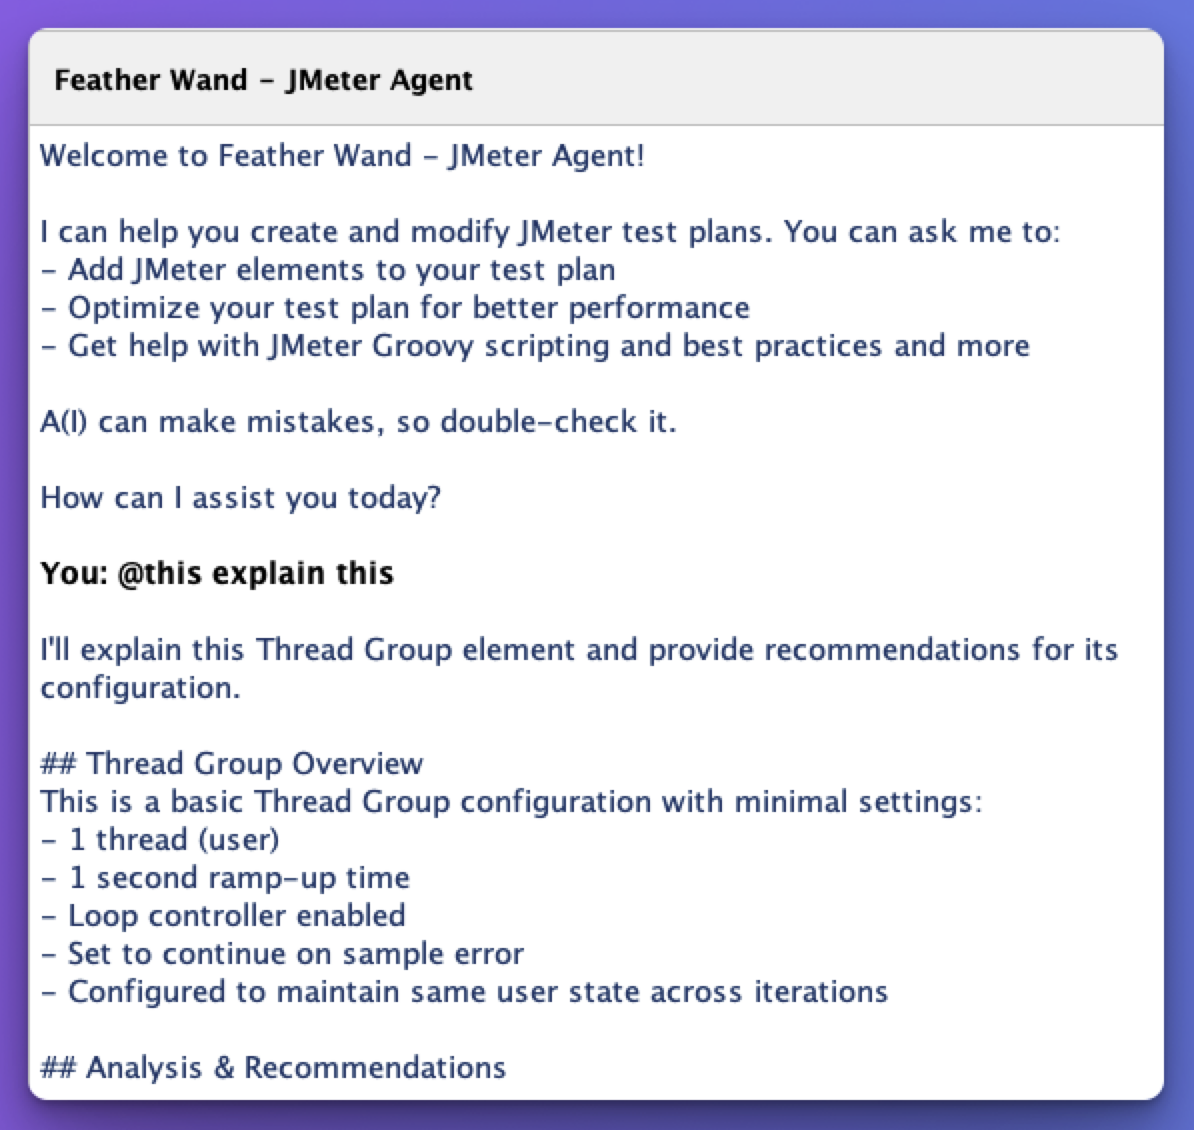 Feather Wand – JMeter Agent
Welcome to Feather Wand – JMeter Agent!
I can help you create and modify JMeter test plans. You can ask me to:
– Add JMeter elements to your test plan
– Optimize your test plan for better performance
– Get help with JMeter Groovy scripting and best practices and more
A(I) can make mistakes, so double–check it.
How can I assist you today?
You: @this explain this
I'll explain this Thread Group element and provide recommendations for its
configuration.
## Thread Group Overview
This is a basic Thread Group configuration with minimal settings:
– 1 thread (user)
– 1 second ramp–up time
– Loop controller enabled
– Set to continue on sample error
– Configured to maintain same user state across iterations
## Analysis & Recommendations